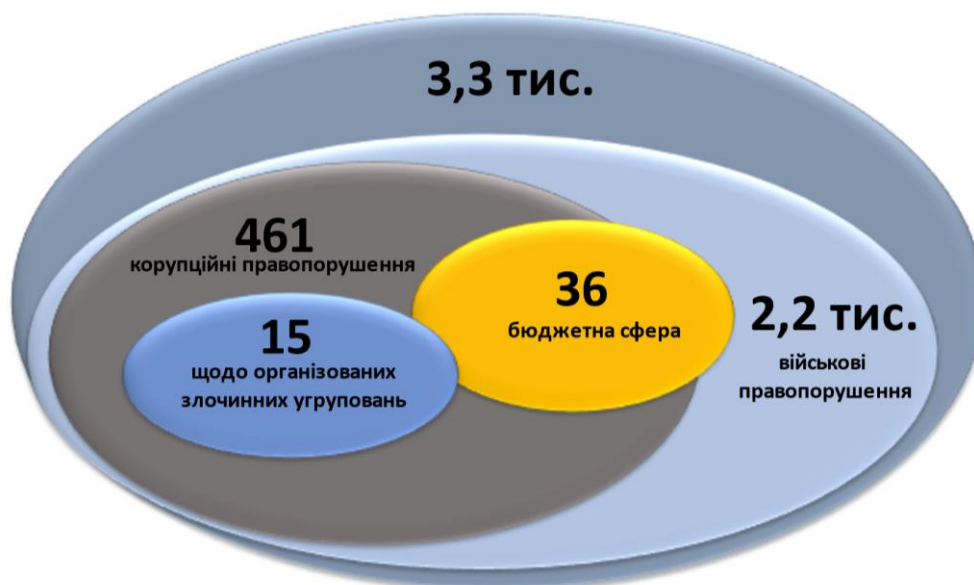 3,3 тис.
461
корупційні правопорушення
36
бюджетна сфера
15
щодо організованих
злочинних угруповань
2,2 тис.
військові
правопорушення